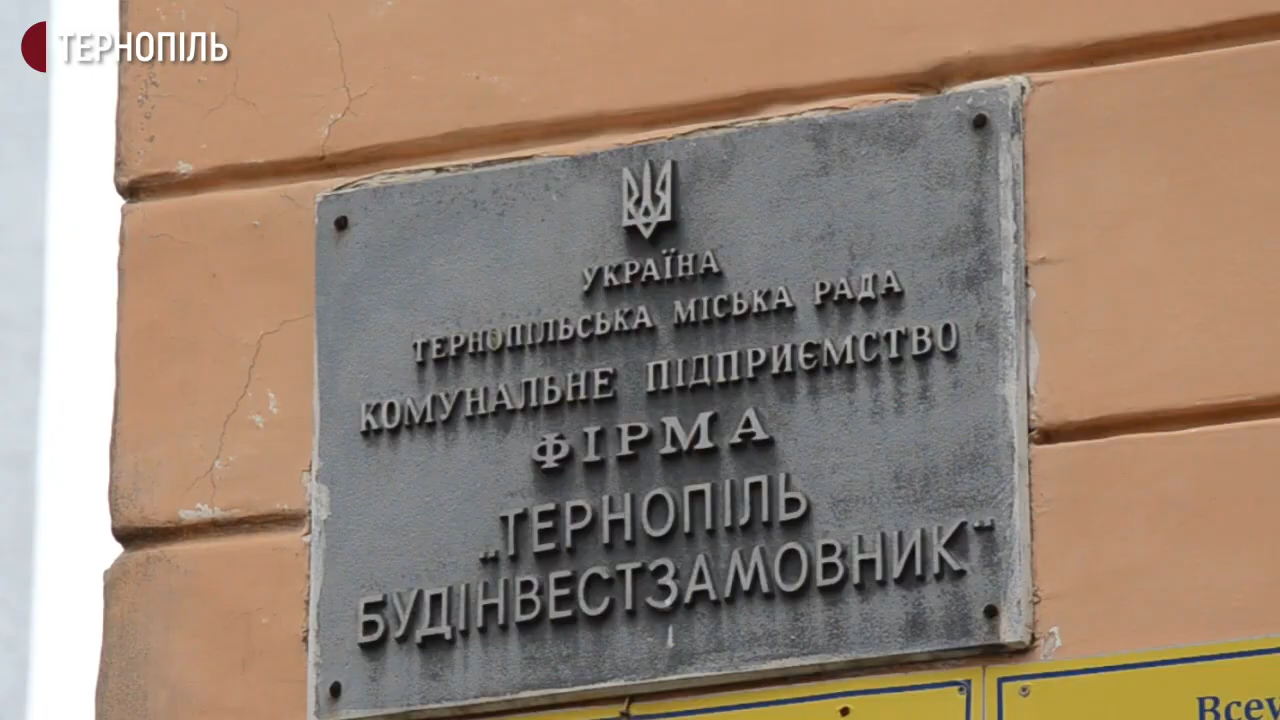 ТЕРНОПІЛЬ
УКРАЇНА
ТЕРНОПІЛЬСЬКА МІСЬКА РАДА
КОМУНАЛЬНЕ ПІДПРИЄМСТВО
ФІРМА
„ТЕРНОПІЛЬ
БУДІНВЕСТЗАМОВНИК"